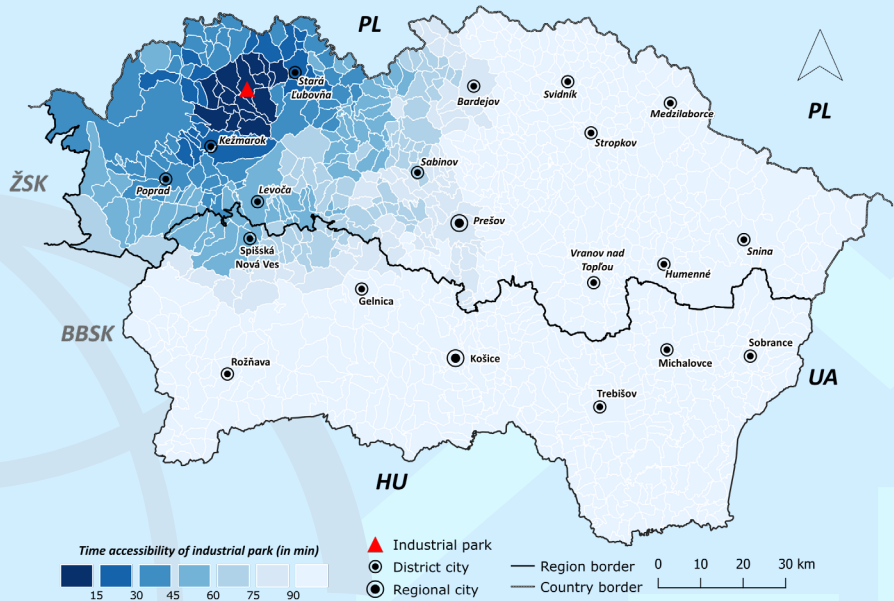 PL
Stará
Ľubovňa
Bardejov
Svidník
Medzilaborce
PL
Stropkov
Kežmarok
Sabinov
ŽSK
Poprad
Levoča
Prešov
Spišská
Nová Ves
Vranov nad
Topľou
Humenné
Snina
Gelnica
BBSK
Rožňava
Košice
Michalovce
Sobrance
UA
Trebišov
HU
Time accessibility of industrial park (in min)
15 30 45 60 75 90
Industrial park
District city
Regional city
Region border
Country border
0 10 20 30 km